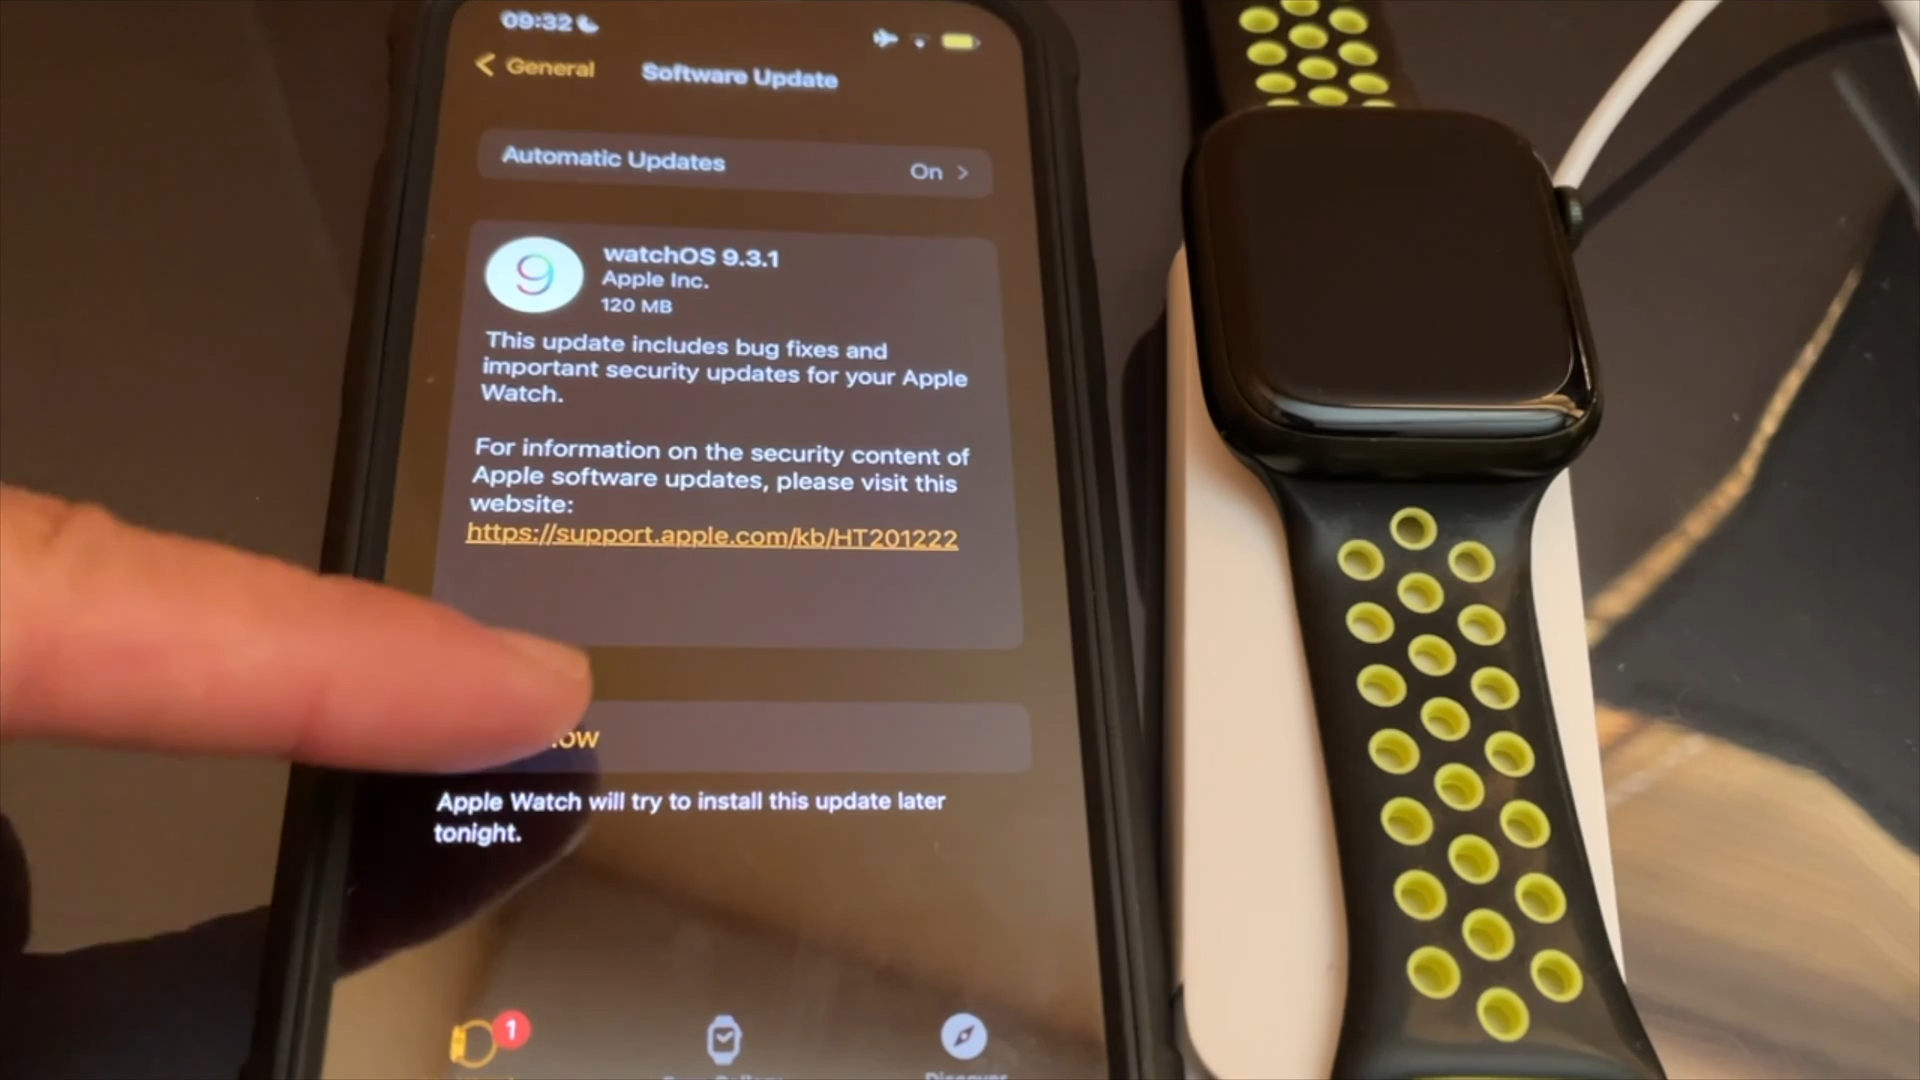 09:32
General
Software Update
Automatic Updates
On
9
watchOS 9.3.1
Apple Inc.
120 MB
This update includes bug fixes and
important security updates for your Apple
Watch.
For information on the security content of
Apple software updates, please visit this
website:
https://support.apple.com/kb/HT201222
ow
Apple Watch will try to install this update later
tonight.
1
Discover